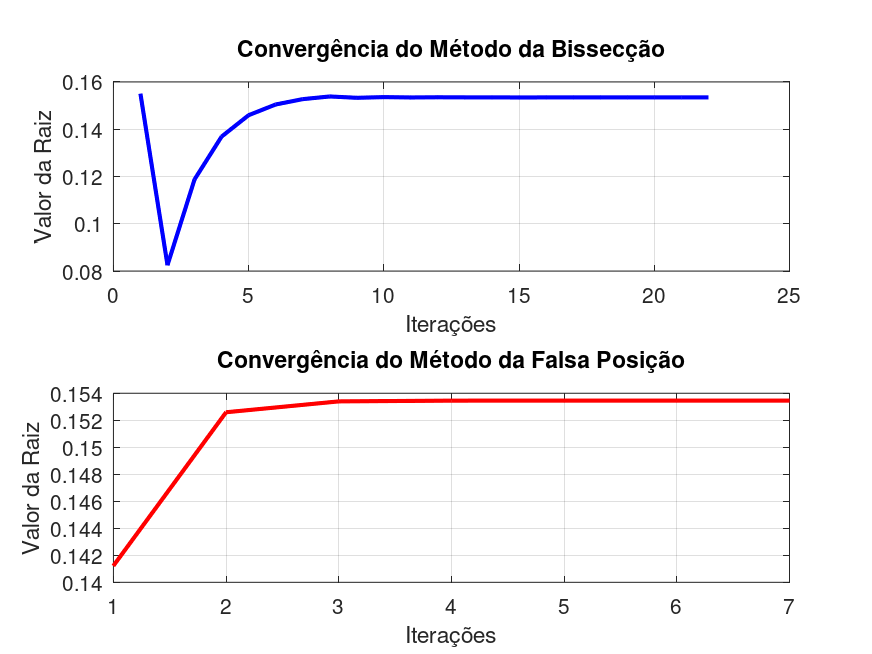 Convergência do Método da Bissecção
0.16
0.14
0.12
0.1
0.08
Valor da Raiz
0 5 10 15 20 25
Iterações
Convergência do Método da Falsa Posição
0.154
0.152
0.15
0.148
0.146
0.144
0.142
0.14
Valor da Raiz
1 2 3 4 5 6 7
Iterações